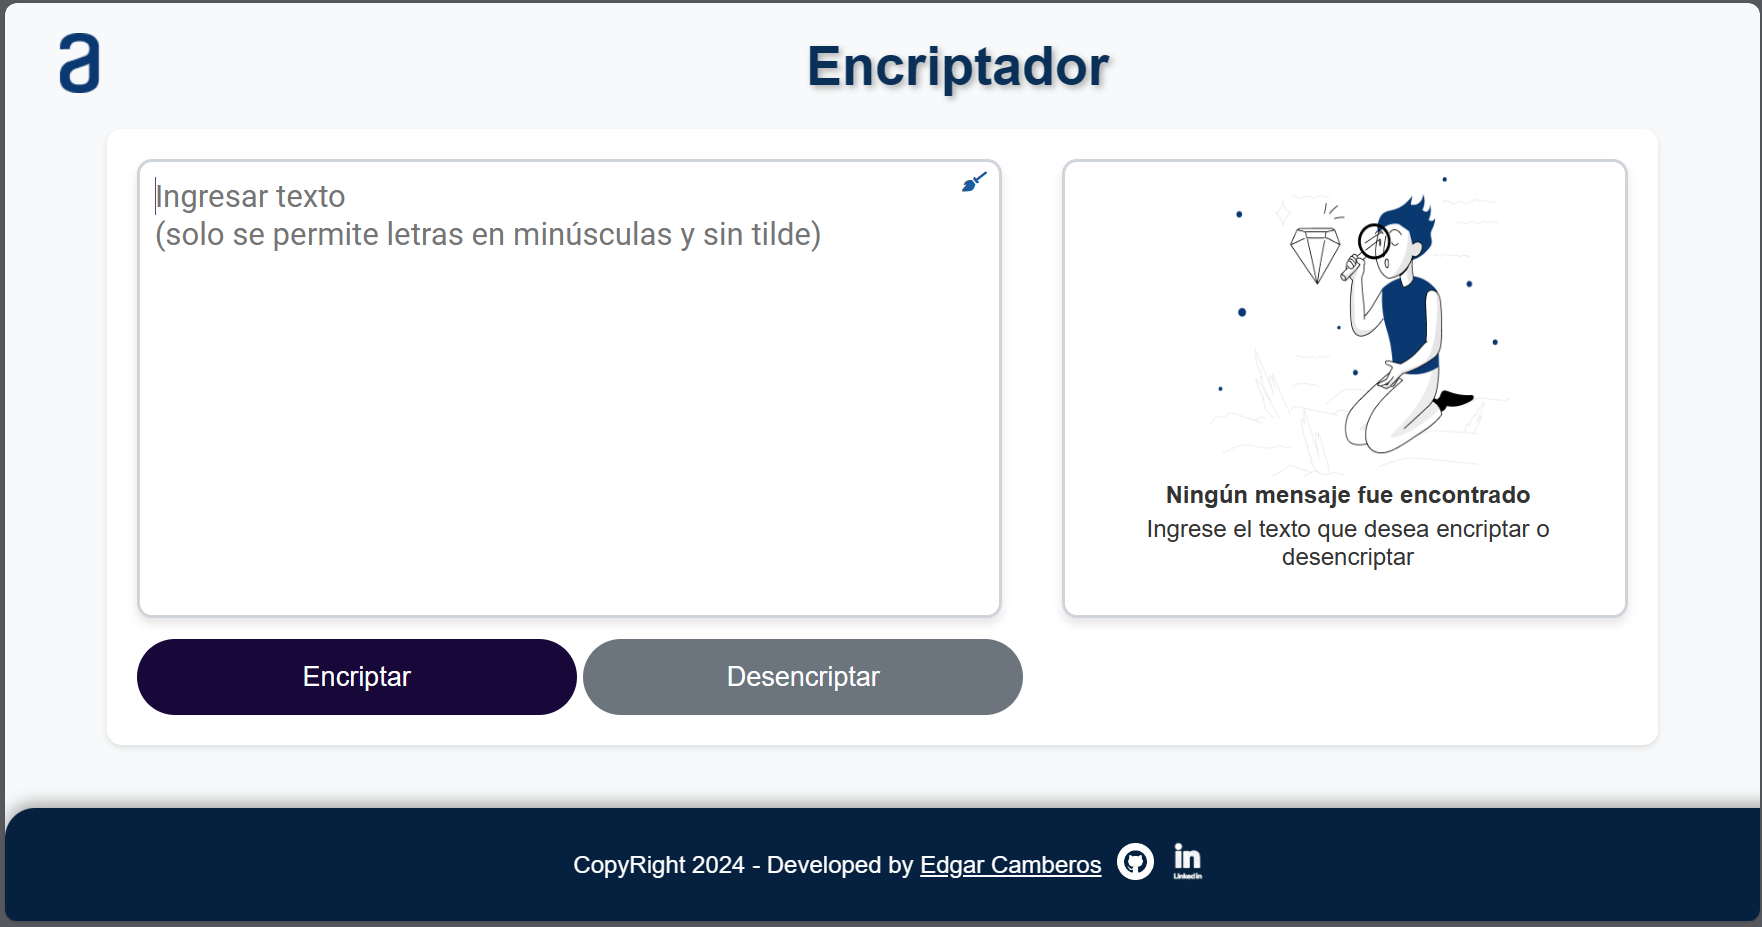 a
Encriptador
Ingresar texto
(solo se permite letras en minúsculas y sin tilde)
Ningún mensaje fue encontrado
Ingrese el texto que desea encriptar o
desencriptar
Encriptar
Desencriptar
CopyRight 2024 - Developed by Edgar Camberos
in
Linkedin